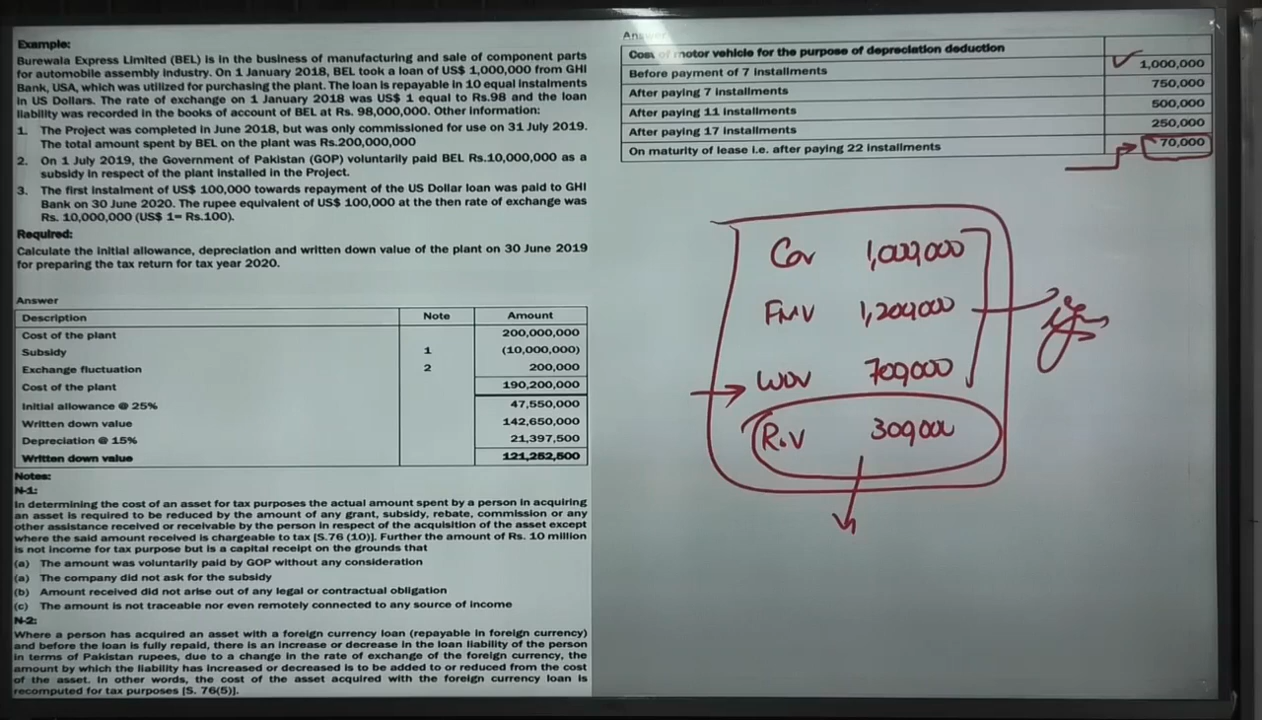 Example:
Burewala Express Limited (BEL) is in the business of manufacturing and sale of component parts
for automobile assembly industry. On 1 January 2018, BEL took a loan of US$ 1,000,000 from GHI
Bank, USA, which was utilized for purchasing the plant. The loan is repayable in 10 equal instalments
in US Dollars. The rate of exchange on 1 January 2018 was US$ 1 equal to Rs.98 and the loan
liability was recorded in the books of account of BEL at Rs. 98,000,000. Other information:
1. The Project was completed in June 2018, but was only commissioned for use on 31 July 2019.
The total amount spent by BEL on the plant was Rs.200,000,000
2. On 1 July 2019, the Government of Pakistan (GOP) voluntarily paid BEL Rs.10,000,000 as a
subsidy in respect of the plant installed in the Project.
3. The first instalment of US$ 100,000 towards repayment of the US Dollar loan was paid to GHI
Bank on 30 June 2020. The rupee equivalent of US$ 100,000 at the then rate of exchange was
Rs. 10,000,000 (US$ 1= Rs.100).
Required:
Calculate the initial allowance, depreciation and written down value of the plant on 30 June 2019
for preparing the tax return for tax year 2020.
Answer
Description Note Amount
Cost of the plant 200,000,000
Subsidy 1 (10,000,000)
Exchange fluctuation 2 200,000
Cost of the plant 190,200,000
Initial allowance @ 25% 47,550,000
Written down value 142,650,000
Depreciation @ 15% 21,397,500
Written down value 121,252,500
Notes:
N-1:
In determining the cost of an asset for tax purposes the actual amount spent by a person in acquiring
an asset is required to be reduced by the amount of any grant, subsidy, rebate, commission or any
other assistance received or receivable by the person in respect of the acquisition of the asset except
where the said amount received is chargeable to tax [S.76 (10)]. Further the amount of Rs. 10 million
is not income for tax purpose but is a capital receipt on the grounds that
(a) The amount was voluntarily paid by GOP without any consideration
(a) The company did not ask for the subsidy
(b) Amount received did not arise out of any legal or contractual obligation
(c) The amount is not traceable nor even remotely connected to any source of income
N-2:
Where a person has acquired an asset with a foreign currency loan (repayable in foreign currency)
and before the loan is fully repaid, there is an increase or decrease in the loan liability of the person
in terms of Pakistan rupees, due to a change in the rate of exchange of the foreign currency, the
amount by which the liability has increased or decreased is to be added to or reduced from the cost
of the asset. In other words, the cost of the asset acquired with the foreign currency loan is
recomputed for tax purposes [S. 76(5)].
Answer
Cost of motor vehicle for the purpose of depreciation deduction
Before payment of 7 installments 1,000,000
After paying 7 installments 750,000
After paying 11 installments 500,000
After paying 17 installments 250,000
On maturity of lease i.e. after paying 22 installments 70,000
FMV
WDV
R.V